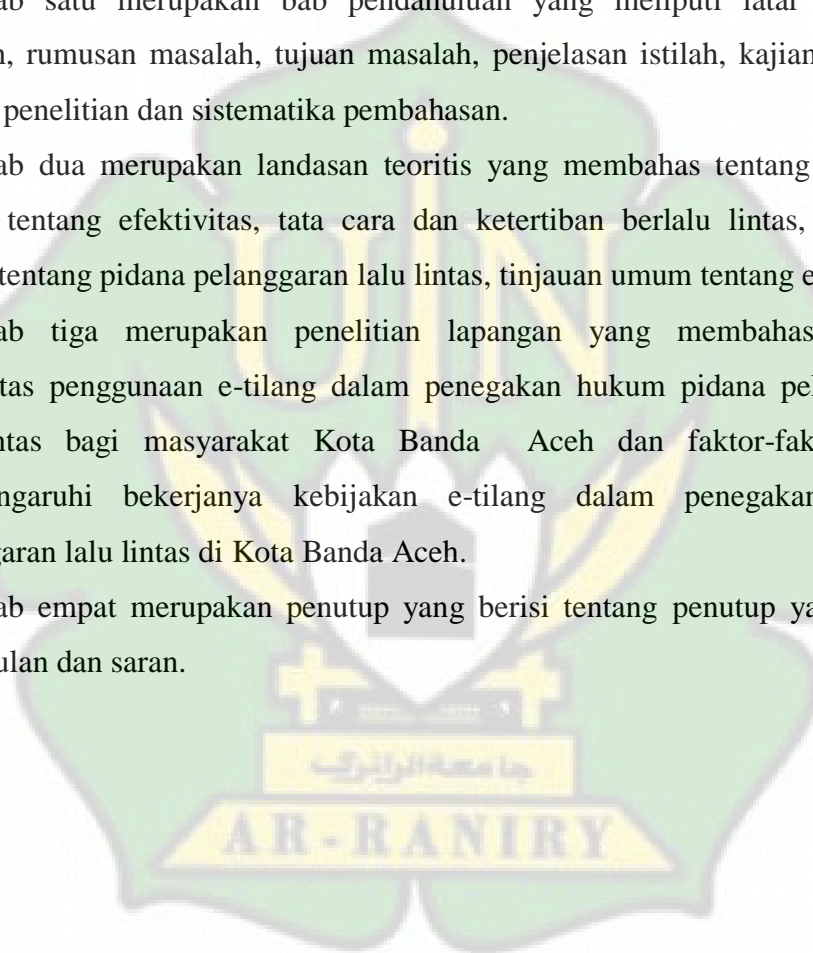 ab satu merupakan bab pendahuluan yang meliputi latar
, rumusan masalah, tujuan masalah, penjelasan istilah, kajian
penelitian dan sistematika pembahasan.
ab dua merupakan landasan teoritis yang membahas tentang
tentang efektivitas, tata cara dan ketertiban berlalu lintas,
tentang pidana pelanggaran lalu lintas, tinjauan umum tentang e
ab tiga merupakan penelitian lapangan yang membahas
tas penggunaan e-tilang dalam penegakan hukum pidana pel
ntas bagi masyarakat Kota Banda Aceh dan faktor-fak
ngaruhi bekerjanya kebijakan e-tilang dalam penegakan
garan lalu lintas di Kota Banda Aceh.
ab empat merupakan penutup yang berisi tentang penutup ya
ulan dan saran.
UIN
جامعة الرانري
AR-RANIRY